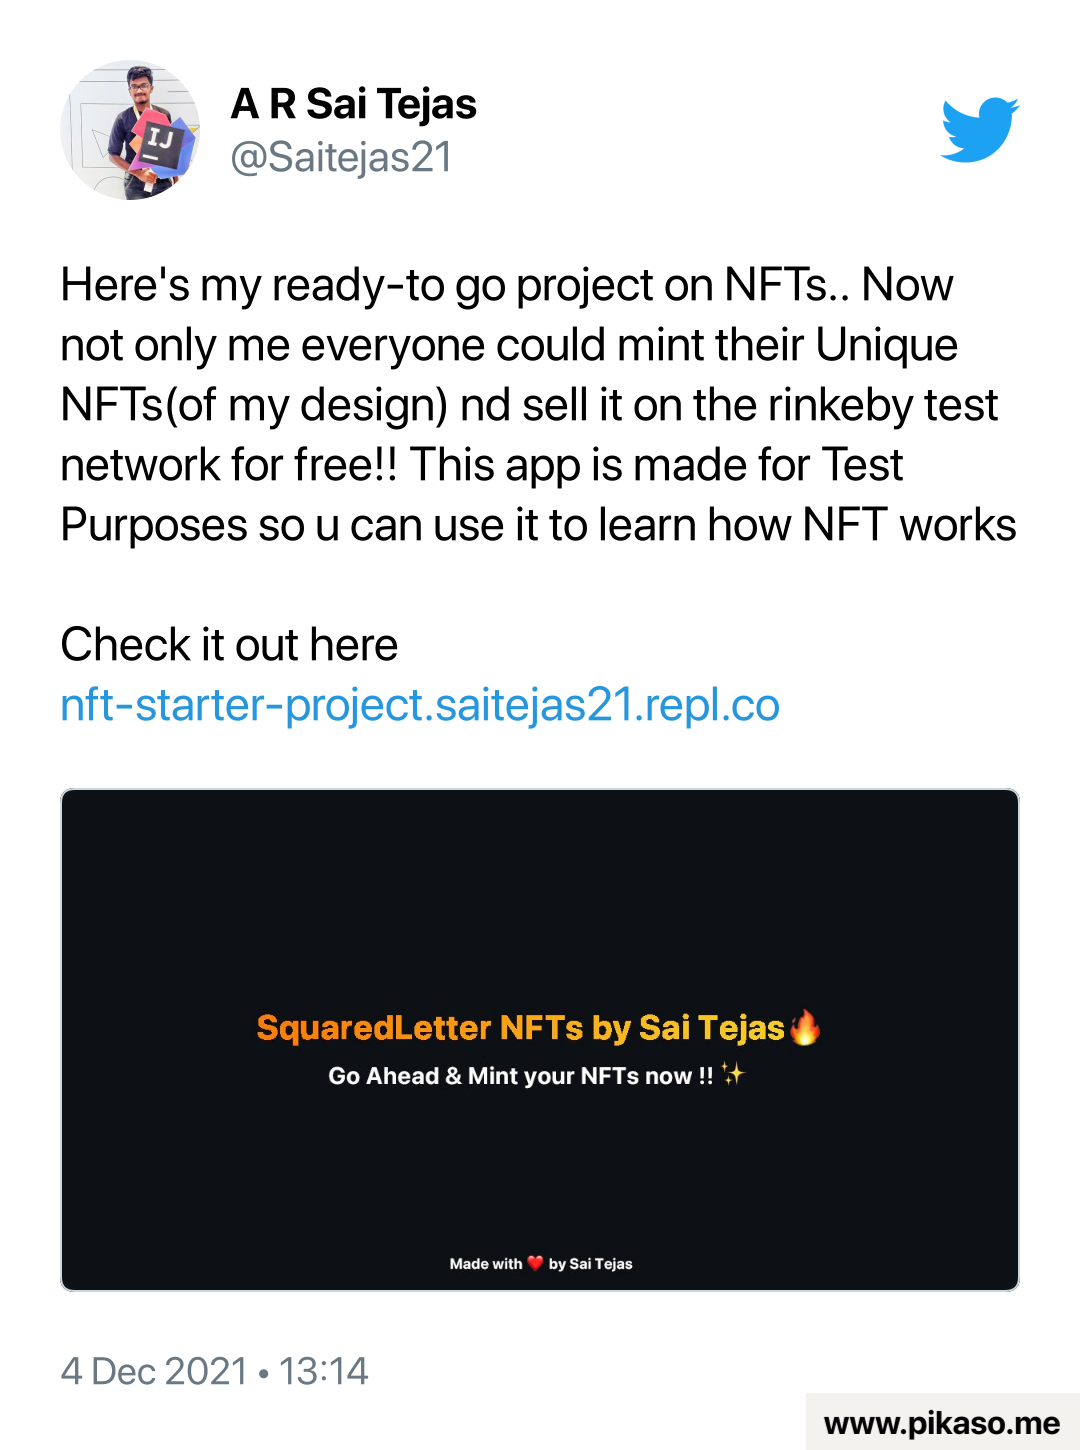 A R Sai Tejas
@Saitejas21
IJ
Here's my ready-to go project on NFTs.. Now
not only me everyone could mint their Unique
NFTs(of my design) nd sell it on the rinkeby test
network for free!! This app is made for Test
Purposes so u can use it to learn how NFT works
Check it out here
nft-starter-project.saitejas21.repl.co
SquaredLetter NFTs by Sai Tejas🔥
Go Ahead & Mint your NFTs now !! ✨
Made with ❤️ by Sai Tejas
4 Dec 2021 • 13:14
www.pikaso.me